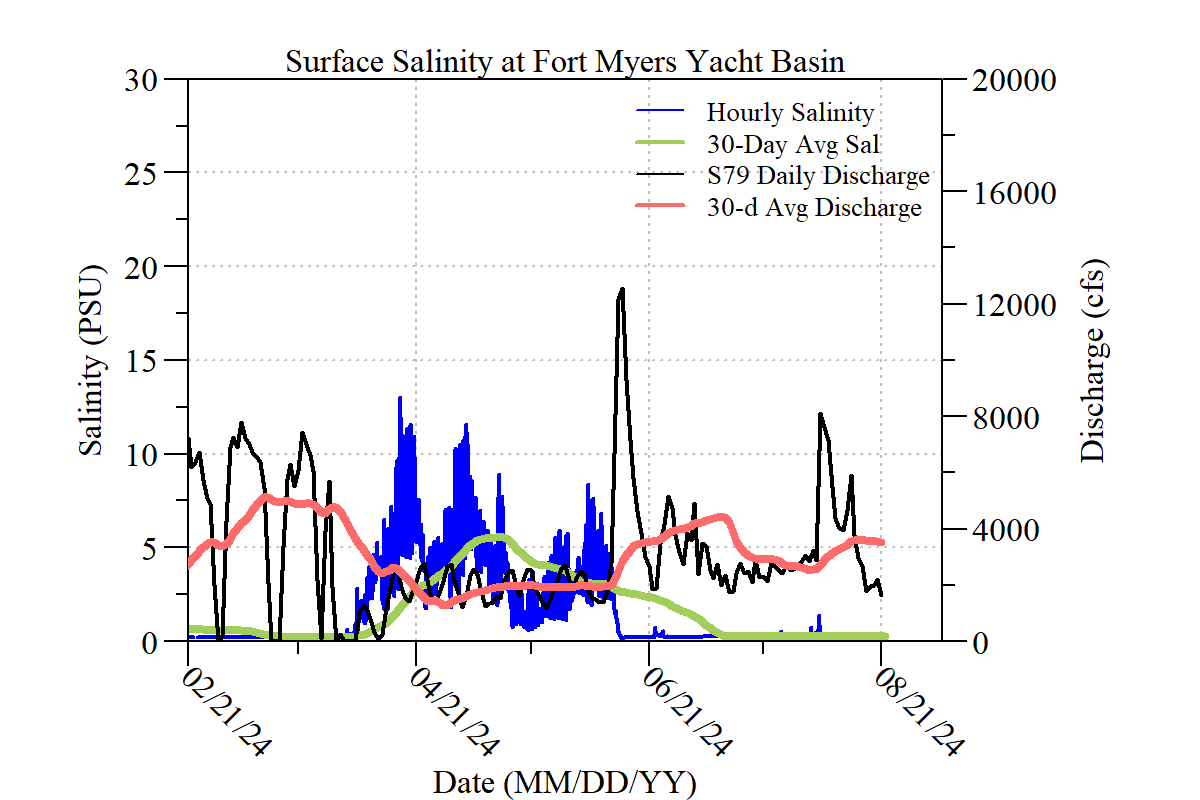 Surface Salinity at Fort Myers Yacht Basin
30
25
20
15
10
5
0
Salinity (PSU)
20000
16000
12000
8000
4000
0
Discharge (cfs)
Hourly Salinity
30-Day Avg Sal
S79 Daily Discharge
30-d Avg Discharge
02/21/24
04/21/24
06/21/24
08/21/24
Date (MM/DD/YY)